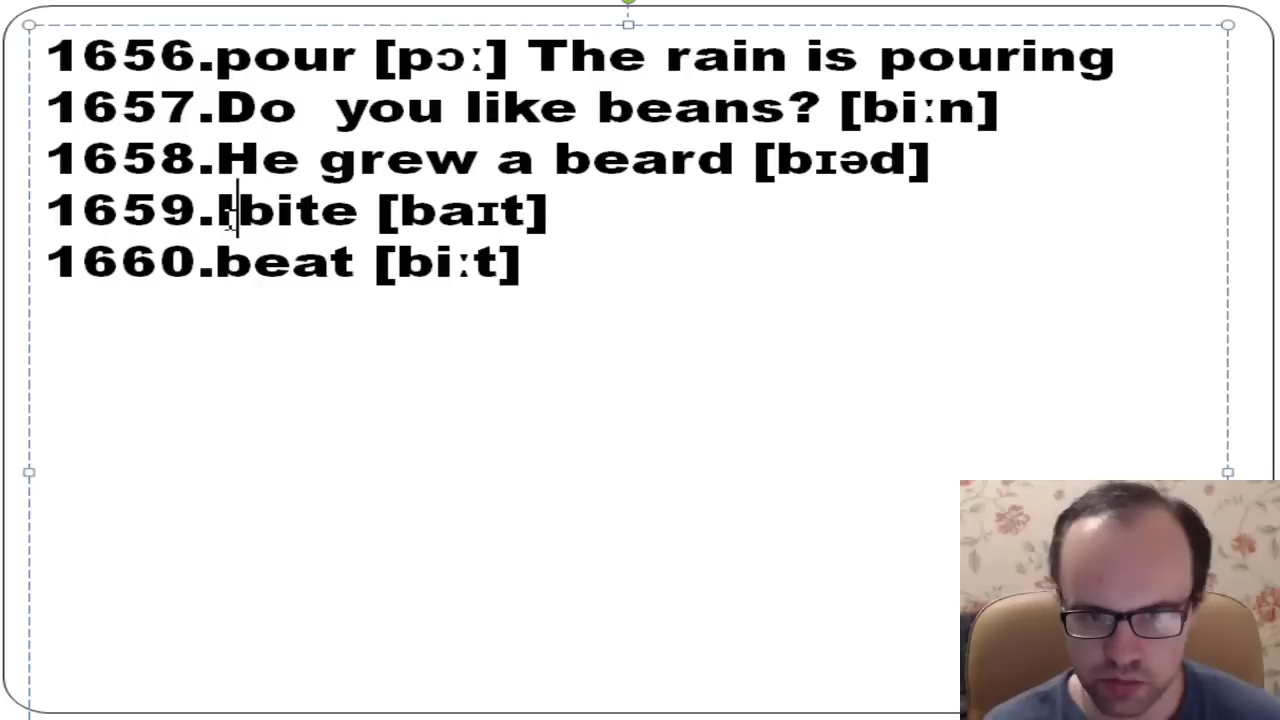 1656.pour [pɔː] The rain is pouring
1657.Do you like beans? [biːn]
1658.He grew a beard [bɪəd]
1659.I bite [baɪt]
1660.beat [biːt]